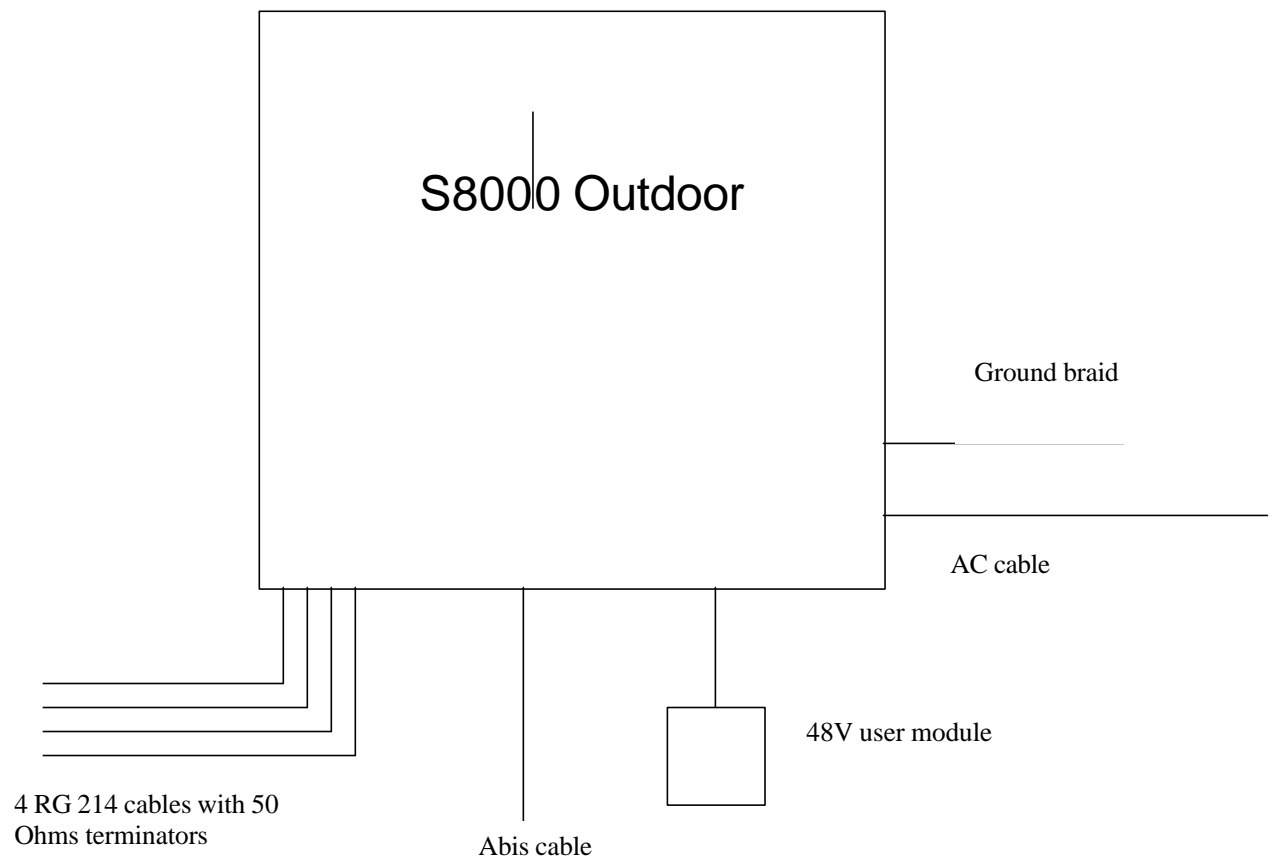 S8000 Outdoor
Ground braid
AC cable
48V user module
4 RG 214 cables with 50
Ohms terminators
Abis cable